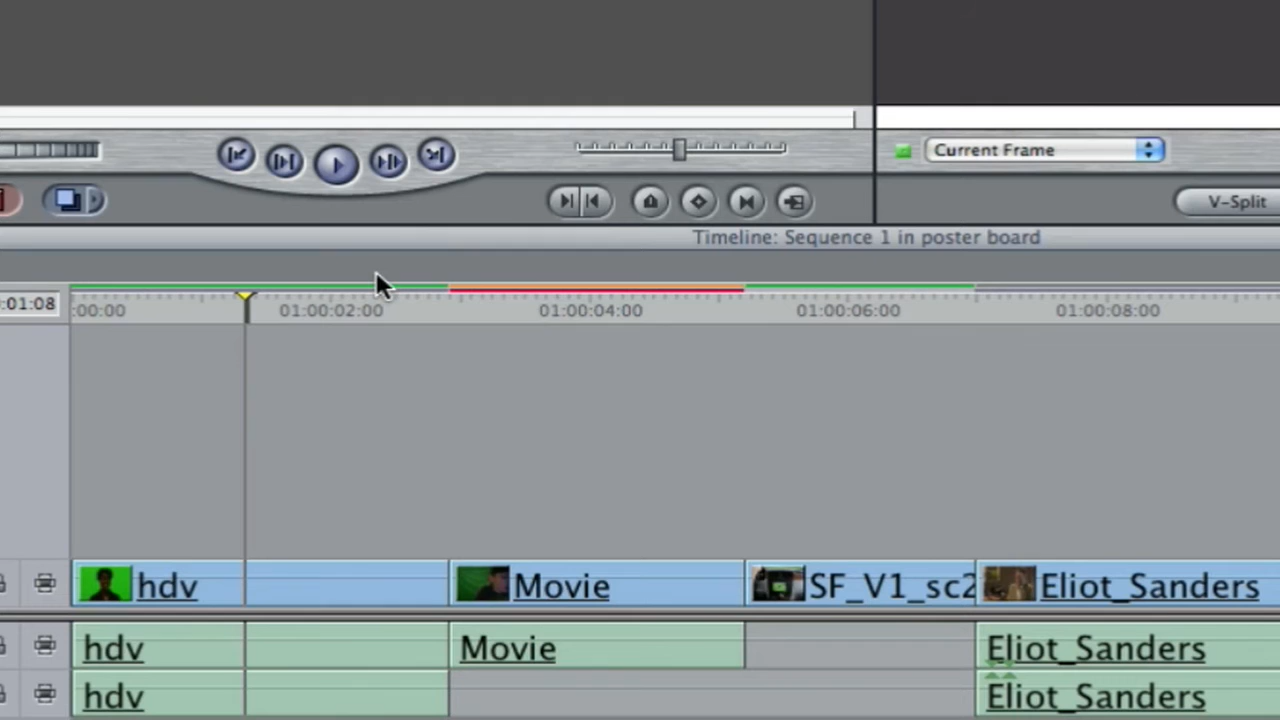 Current Frame
V-Split
Timeline: Sequence 1 in poster board
:01:08
:00:00
01:00:02:00
01:00:04:00
01:00:06:00
01:00:08:00
hdv
Movie
SF_V1_sc2
Eliot_Sanders
hdv
Movie
Eliot_Sanders
hdv
Eliot_Sanders